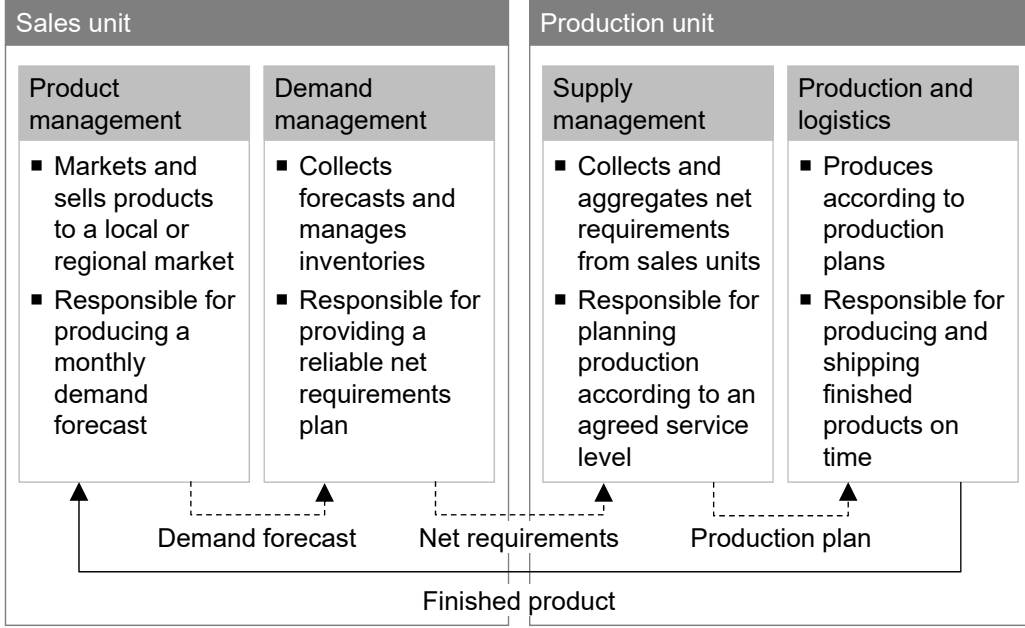 Sales unit
Product
management
■ Markets and
sells products
to a local or
regional market
■ Responsible for
producing a
monthly
demand
forecast
Demand
management
■ Collects
forecasts and
manages
inventories
■ Responsible for
providing a
reliable net
requirements
plan
Production unit
Supply
management
■ Collects and
aggregates net
requirements
from sales units
■ Responsible for
planning
production
according to an
agreed service
level
Production and
logistics
■ Produces
according to
production
plans
■ Responsible for
producing and
shipping
finished
products on
time
Demand forecast
Net requirements
Production plan
Finished product